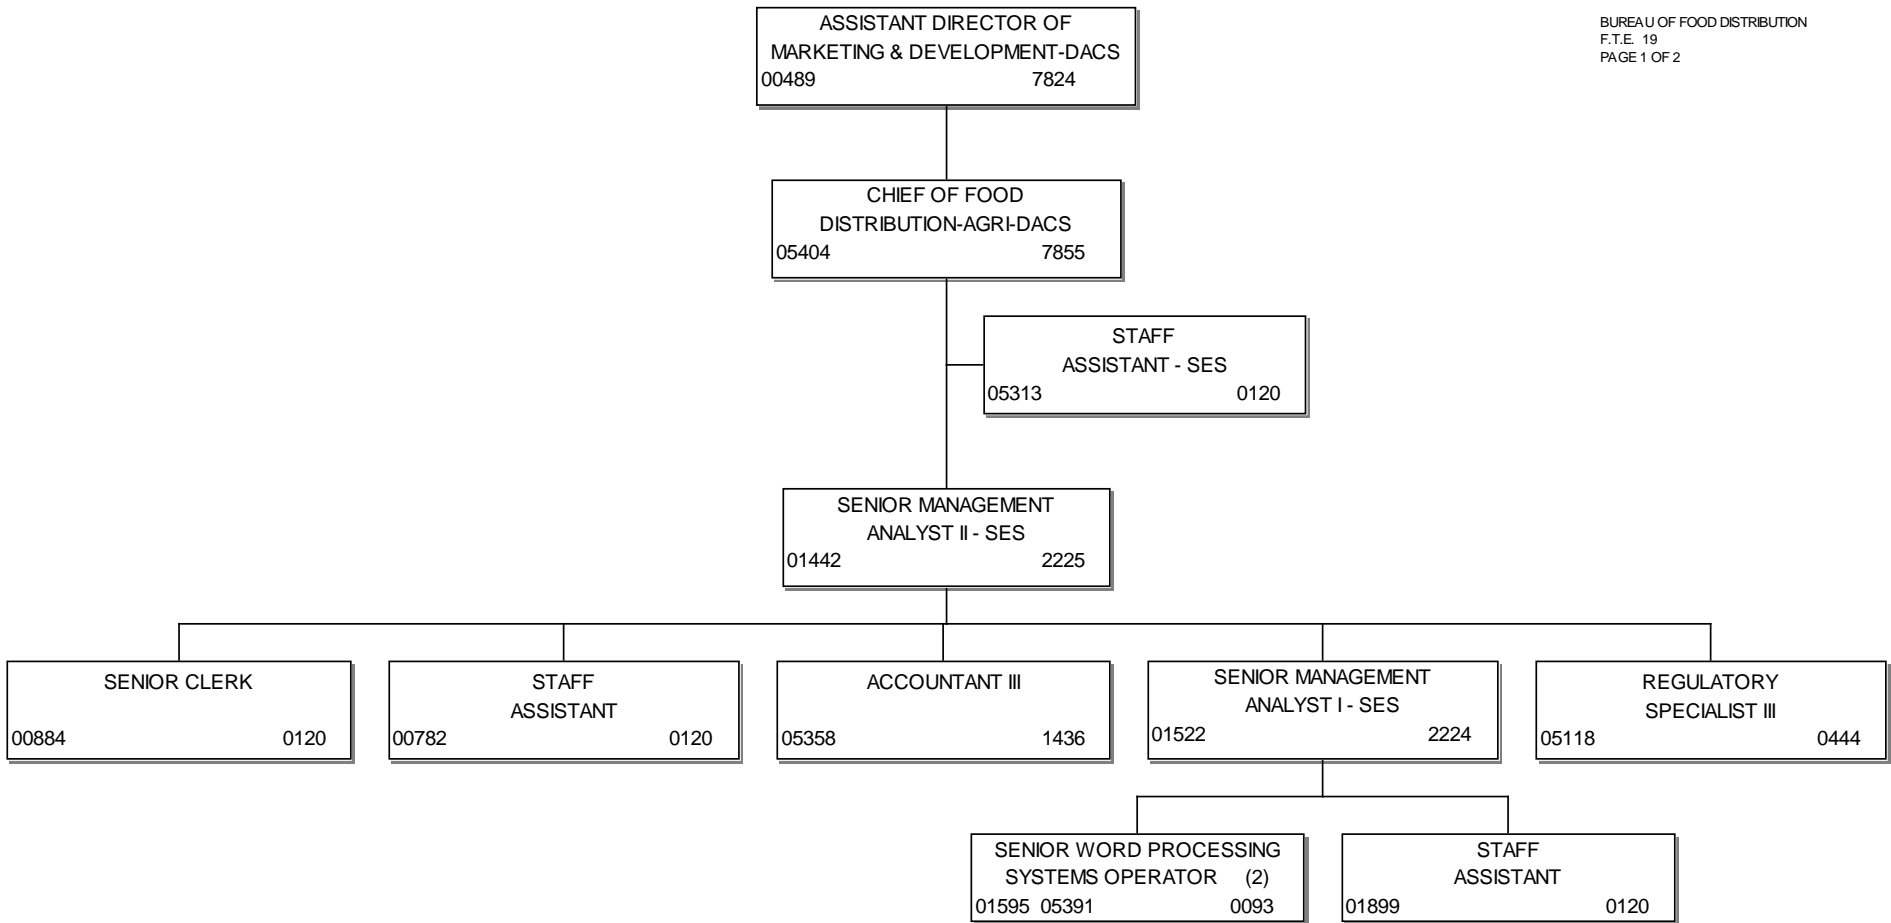 BUREAU OF FOOD DISTRIBUTION
F.T.E. 19
PAGE 1 OF 2
ASSISTANT DIRECTOR OF
MARKETING & DEVELOPMENT-DACS
00489 7824
CHIEF OF FOOD
DISTRIBUTION-AGRI-DACS
05404 7855
STAFF
ASSISTANT - SES
05313 0120
SENIOR MANAGEMENT
ANALYST II - SES
01442 2225
SENIOR CLERK
00884 0120
STAFF
ASSISTANT
00782 0120
ACCOUNTANT III
05358 1436
SENIOR MANAGEMENT
ANALYST I - SES
01522 2224
REGULATORY
SPECIALIST III
05118 0444
SENIOR WORD PROCESSING
SYSTEMS OPERATOR (2)
01595 05391 0093
STAFF
ASSISTANT
01899 0120